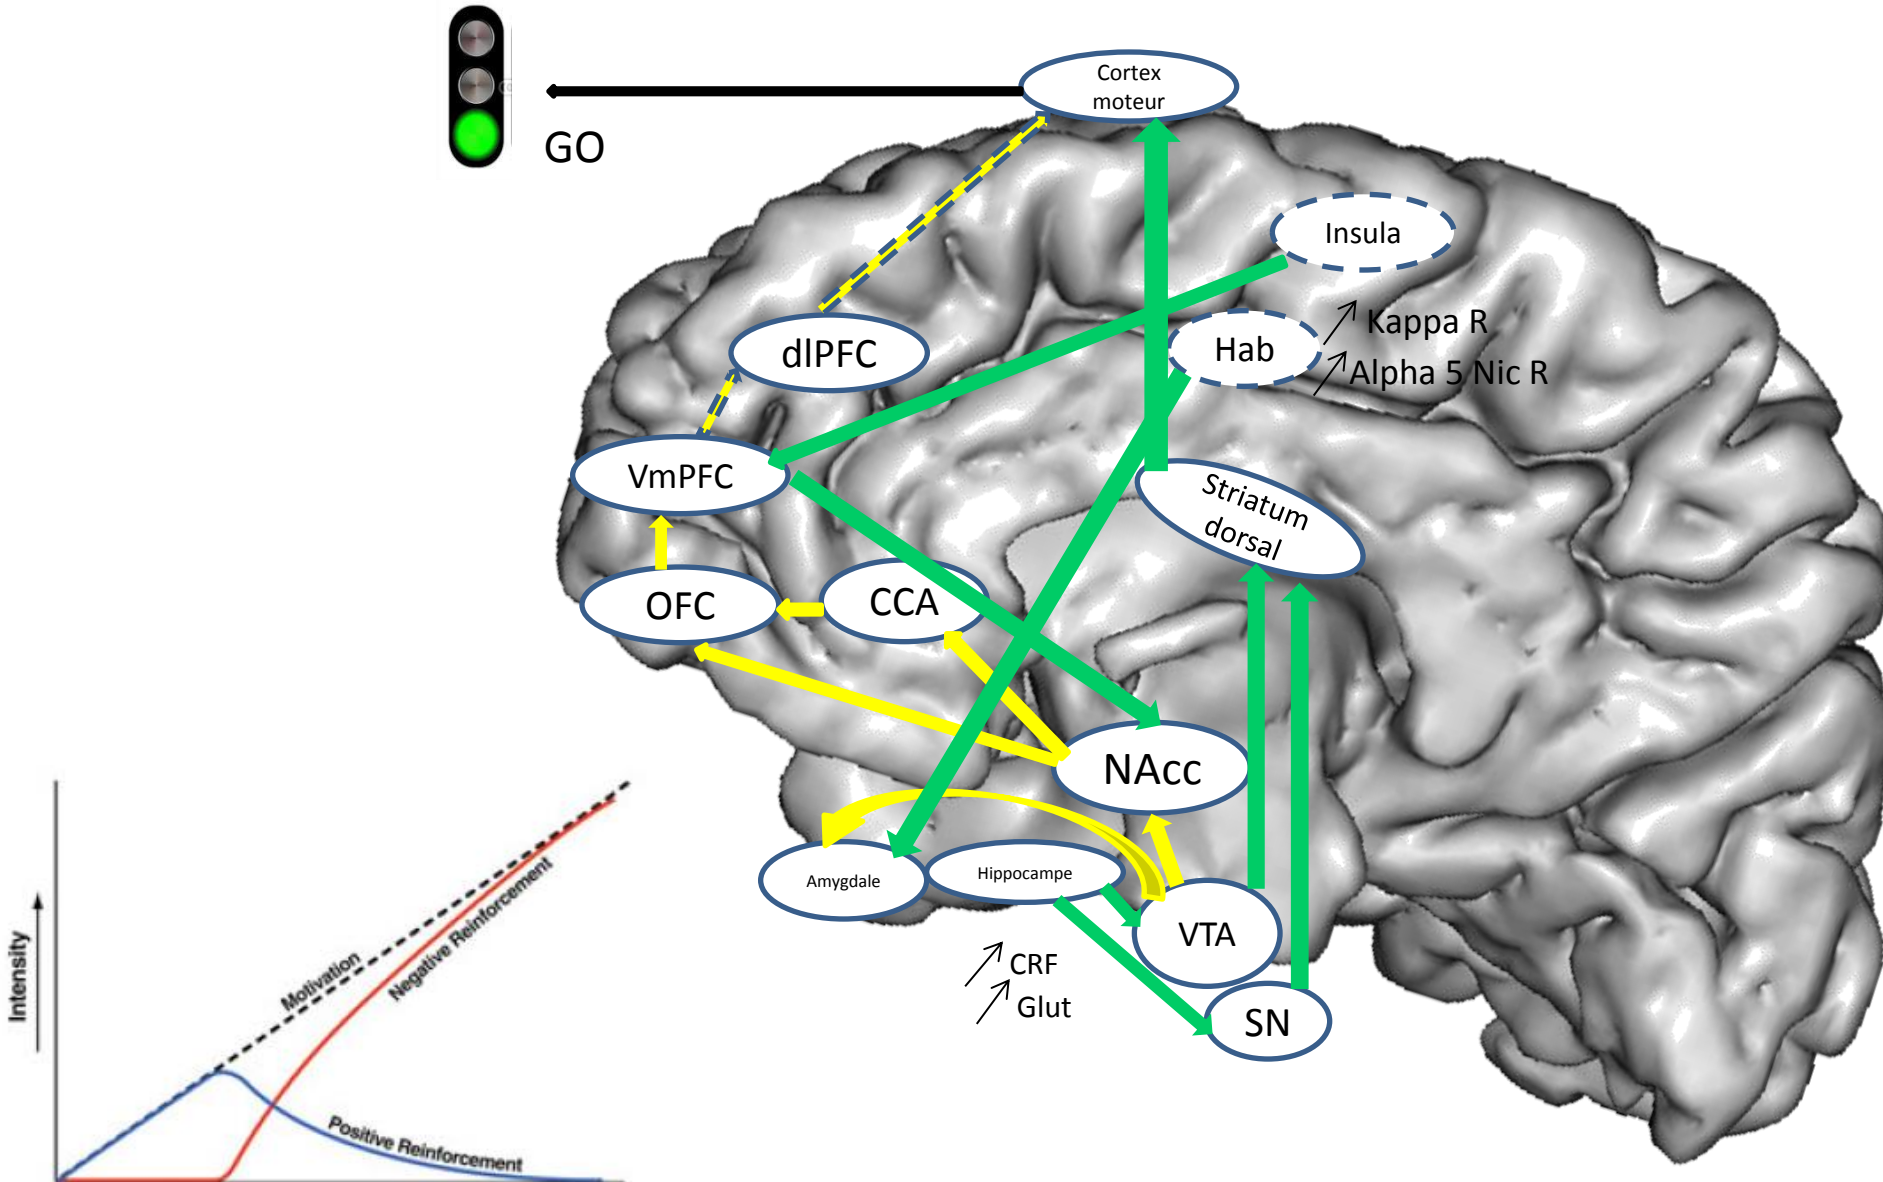 Cortex
moteur
GO
Insula
Kappa R
Hab
Alpha 5 Nic R
dlPFC
VmPFC
Striatum
dorsal
OFC
CCA
NAcc
Amygdale
Hippocampe
VTA
CRF
Glut
SN
Intensity
Motivation
Negative Reinforcement
Positive Reinforcement